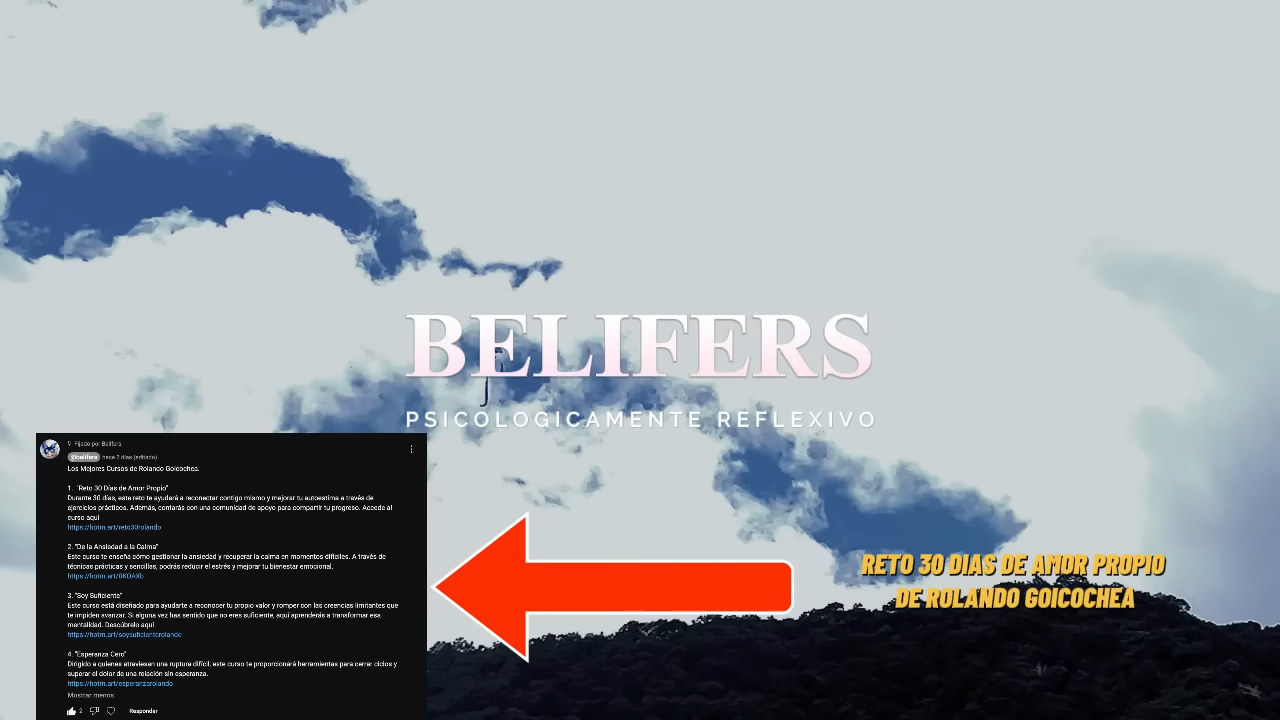 BELIFERS
PSICOLOGICAMENTE REFLEXIVO
Fijado por Belifers
@belifers hace 2 días (editado)
Los Mejores Cursos de Rolando Goicochea.
1. "Reto 30 Días de Amor Propio"
Durante 30 días, este reto te ayudará a reconectar contigo mismo y mejorar tu autoestima a través de
ejercicios prácticos. Además, contarás con una comunidad de apoyo para compartir tu progreso. Accede al
curso aquí
https://hotm.art/reto30rolando
2. "De la Ansiedad a la Calma"
Este curso te enseña cómo gestionar la ansiedad y recuperar la calma en momentos difíciles. A través de
técnicas prácticas y sencillas, podrás reducir el estrés y mejorar tu bienestar emocional.
https://hotm.art/0KOAXb
3. "Soy Suficiente"
Este curso está diseñado para ayudarte a reconocer tu propio valor y romper con las creencias limitantes que
te impiden avanzar. Si alguna vez has sentido que no eres suficiente, aquí aprenderás a transformar esa
mentalidad. Descúbrelo aquí
https://hotm.art/soysuficienterolando
4. "Esperanza Cero"
Dirigido a quienes atraviesan una ruptura difícil, este curso te proporcionará herramientas para cerrar ciclos y
superar el dolor de una relación sin esperanza.
https://hotm.art/esperanzarolando
Mostrar menos
2 Responder
RETO 30 DIAS DE AMOR PROPIO
DE ROLANDO GOICOCHEA